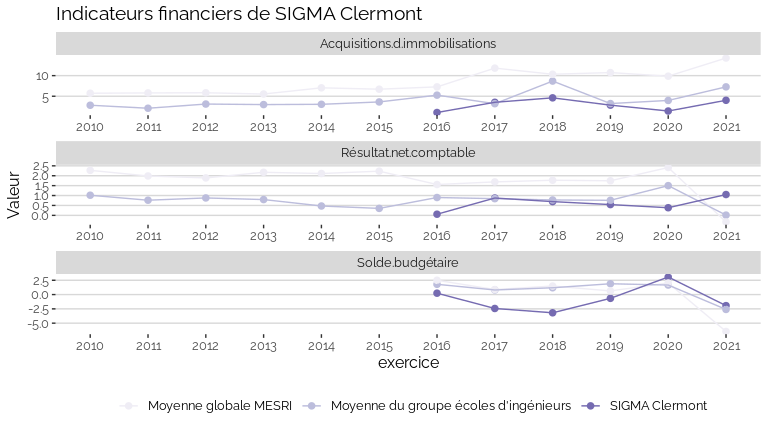 Indicateurs financiers de SIGMA Clermont
Acquisitions.d.immobilisations
10
5
2010 2011 2012 2013 2014 2015 2016 2017 2018 2019 2020 2021
Résultat.net.comptable
2.5
2.0
1.5
1.0
0.5
0.0
2010 2011 2012 2013 2014 2015 2016 2017 2018 2019 2020 2021
Valeur
Solde.budgétaire
2.5
0.0
−2.5
−5.0
2010 2011 2012 2013 2014 2015 2016 2017 2018 2019 2020 2021
exercice
Moyenne globale MESRI Moyenne du groupe écoles d'ingénieurs SIGMA Clermont